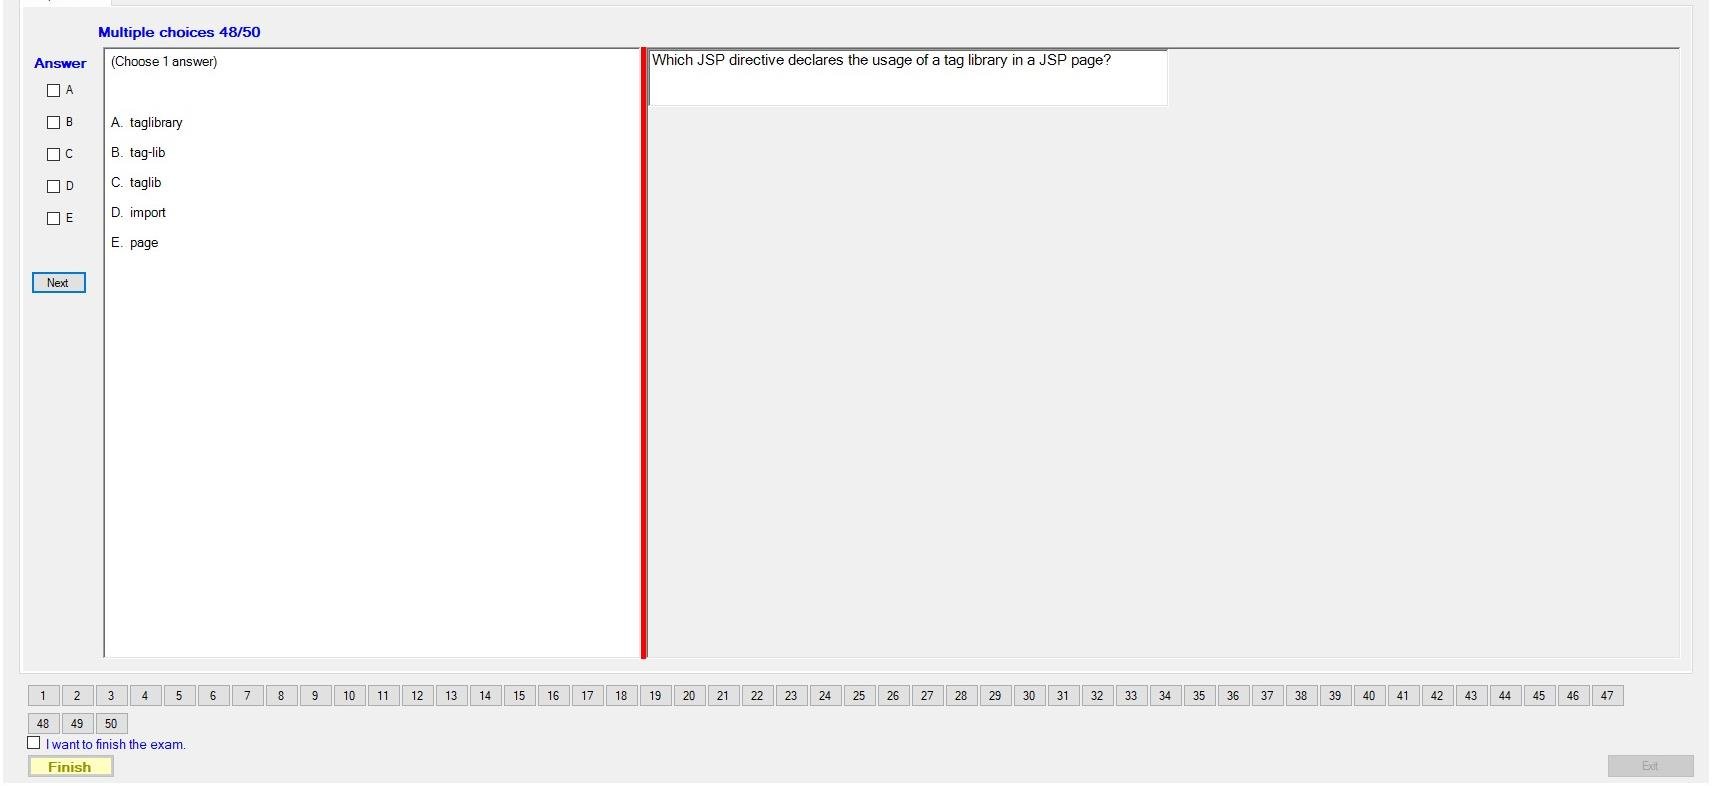 Multiple choices 48/50
Answer
A
B
C
D
E
Next
(Choose 1 answer)
A. taglibrary
B. tag-lib
C. taglib
D. import
E. page
Which JSP directive declares the usage of a tag library in a JSP page?
1 2 3 4 5 6 7 8 9 10 11 12 13 14 15 16 17 18 19 20 21 22 23 24 25 26 27 28 29 30 31 32 33 34 35 36 37 38 39 40 41 42 43 44 45 46 47
48 49 50
I want to finish the exam.
Finish
Exit